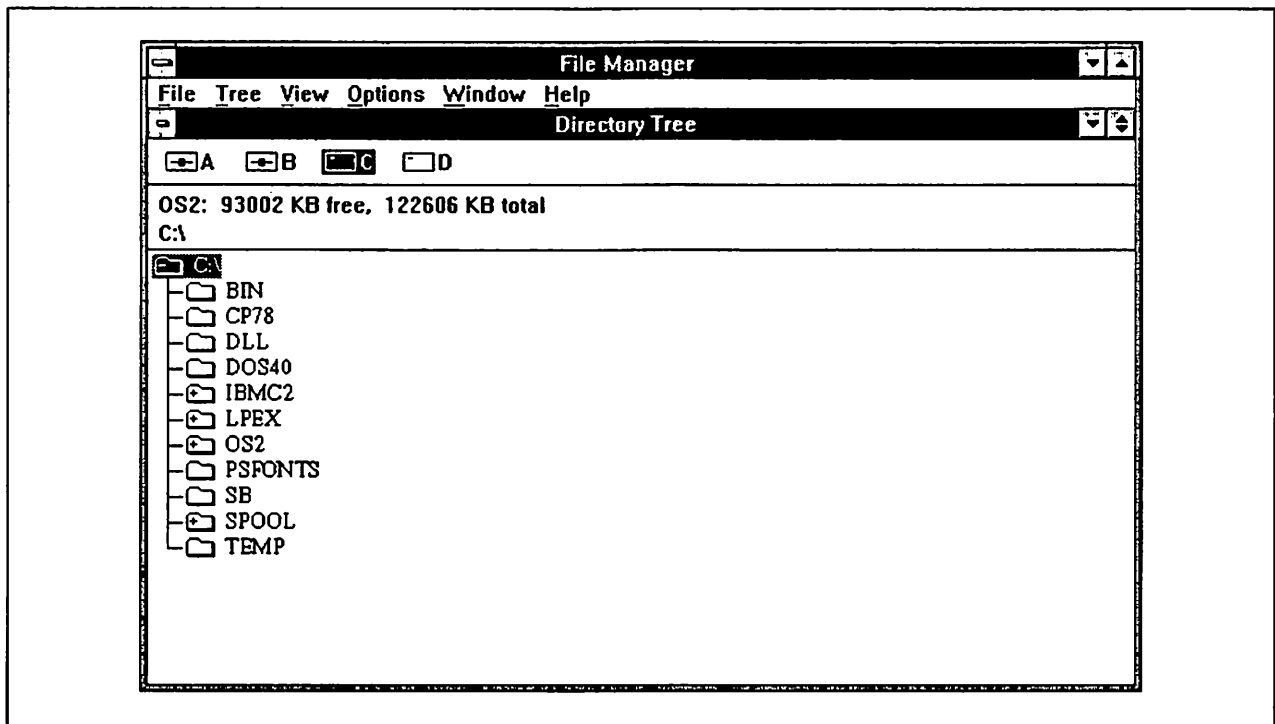 File Manager
File Tree View Options Window Help
Directory Tree
A B C D
OS2: 93002 KB free, 122606 KB total
C:\
C:\
BIN
CP78
DLL
DOS40
IBMC2
LPEX
OS2
PSFONTS
SB
SPOOL
TEMP